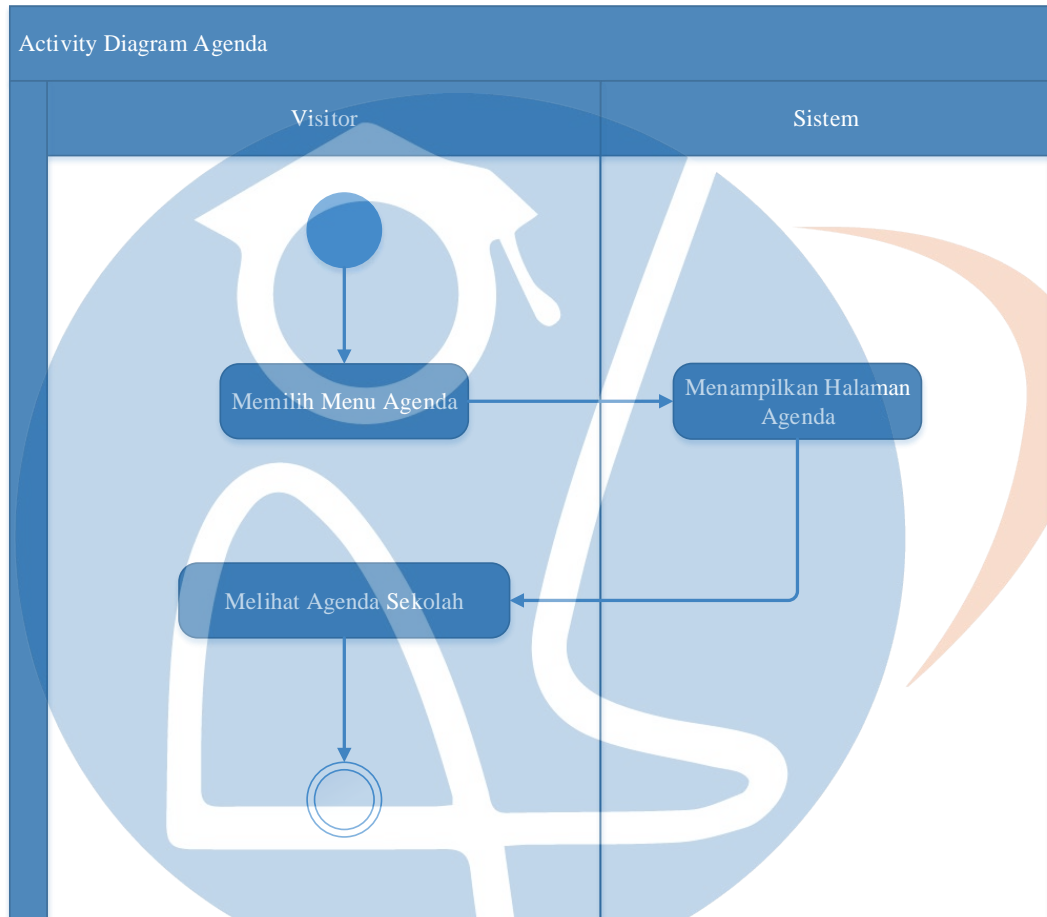 Activity Diagram Agenda
Visitor
Sistem
Memilih Menu Agenda
Menampilkan Halaman
Agenda
Melihat Agenda Sekolah